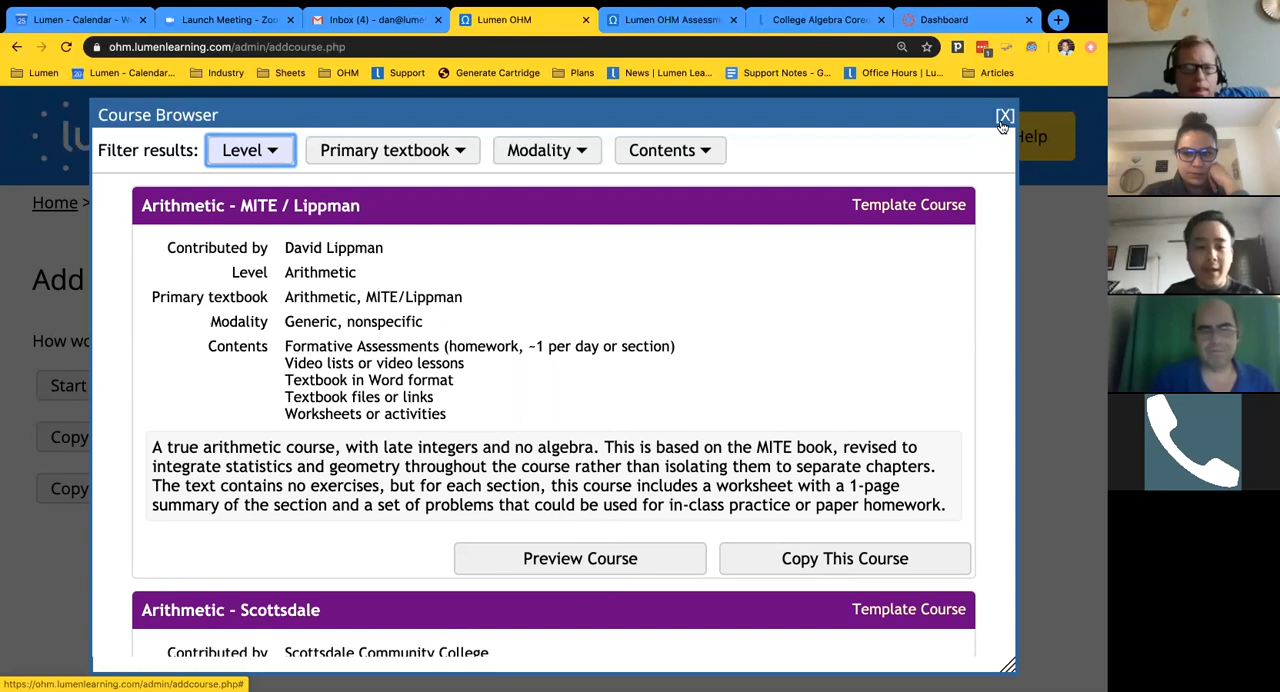 Lumen - Calendar - W
Launch Meeting - Zoo
Inbox (4) - dan@lume
Lumen OHM
Lumen OHM Assessm
College Algebra Core
Dashboard
ohm.lumenlearning.com/admin/addcourse.php
Lumen
Lumen - Calendar...
Industry
Sheets
OHM
Support
Generate Cartridge
Plans
News | Lumen Lea...
Support Notes - G...
Office Hours | Lu...
Articles
Course Browser
[X]
Help
Filter results:
Level
Primary textbook
Modality
Contents
Home >
Add
How wo
Start
Copy
Copy
Arithmetic - MITE / Lippman
Template Course
Contributed by David Lippman
Level Arithmetic
Primary textbook Arithmetic, MITE/Lippman
Modality Generic, nonspecific
Contents Formative Assessments (homework, ~1 per day or section)
Video lists or video lessons
Textbook in Word format
Textbook files or links
Worksheets or activities
A true arithmetic course, with late integers and no algebra. This is based on the MITE book, revised to
integrate statistics and geometry throughout the course rather than isolating them to separate chapters.
The text contains no exercises, but for each section, this course includes a worksheet with a 1-page
summary of the section and a set of problems that could be used for in-class practice or paper homework.
Preview Course
Copy This Course
Arithmetic - Scottsdale
Template Course
Contributed by Scottsdale Community College
https://ohm.lumenlearning.com/admin/addcourse.php#